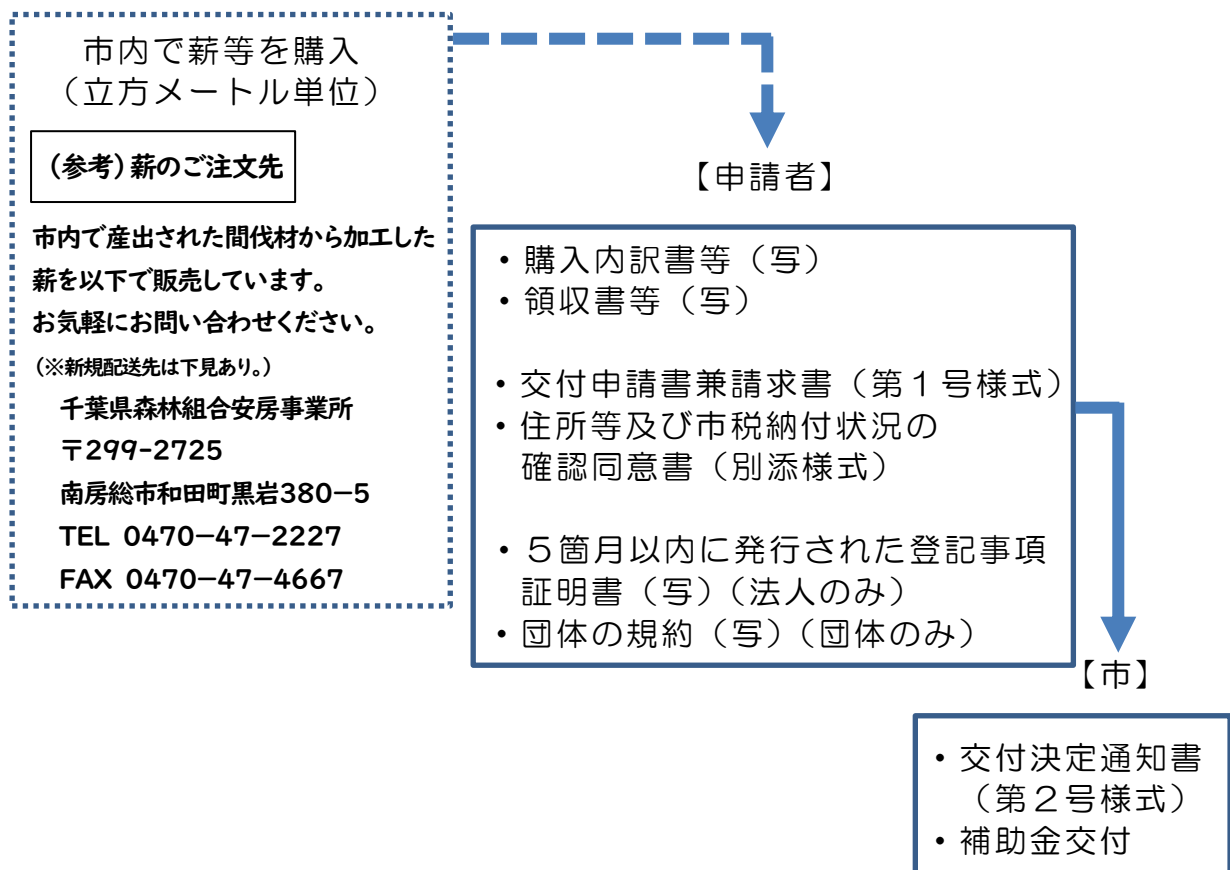 市内で薪等を購入
（立方メートル単位）
（参考）薪のご注文先
市内で産出された間伐材から加工した
薪を以下で販売しています。
お気軽にお問い合わせください。
（※新規配送先は下見あり。）
千葉県森林組合安房事業所
〒299-2725
南房総市和田町黒岩380－5
TEL 0470－47－2227
FAX 0470－47－4667
【申請者】
・購入内訳書等（写）
・領収書等（写）
・交付申請書兼請求書（第１号様式）
・住所等及び市税納付状況の
確認同意書（別添様式）
・５箇月以内に発行された登記事項
証明書（写）（法人のみ）
・団体の規約（写）（団体のみ）
【市】
・交付決定通知書
（第２号様式）
・補助金交付